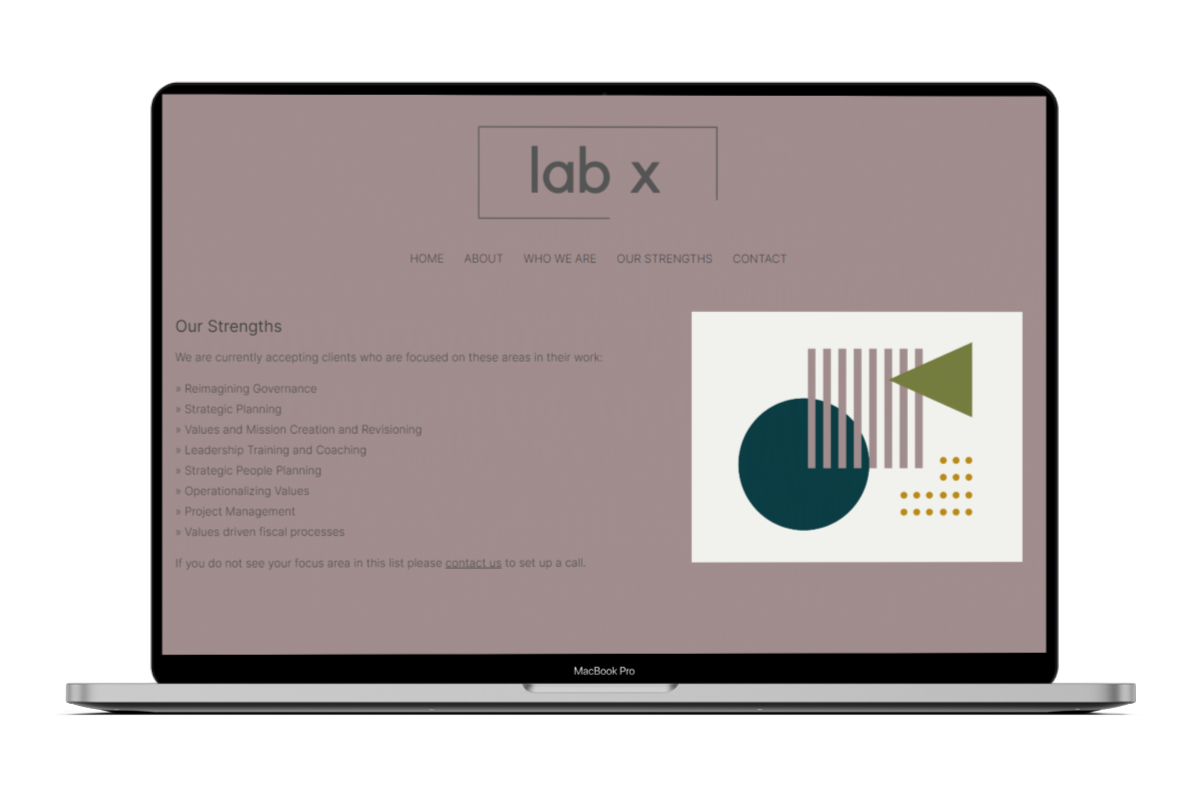 lab x
HOME ABOUT WHO WE ARE OUR STRENGTHS CONTACT
Our Strengths
We are currently accepting clients who are focused on these areas in their work:
» Reimagining Governance
» Strategic Planning
» Values and Mission Creation and Revisioning
» Leadership Training and Coaching
» Strategic People Planning
» Operationalizing Values
» Project Management
» Values driven fiscal processes
If you do not see your focus area in this list please contact us to set up a call.
MacBook Pro